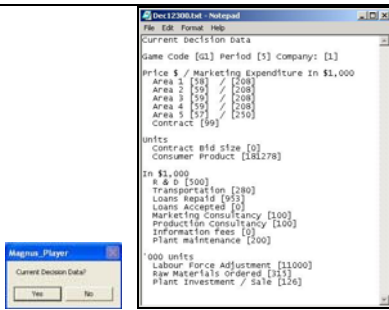 Magnus_Player
Current Decision Data?
Yes No
Dec12300.txt - Notepad
File Edit Format Help
Current Decision Data
Game Code [G1] Period [5] Company: [1]
Price $ / Marketing Expenditure In $1,000
Area 1 [58] / [208]
Area 2 [59] / [208]
Area 3 [59] / [208]
Area 4 [59] / [208]
Area 5 [57] / [250]
Contract [99]
Units
Contract Bid Size [0]
Consumer Product [181278]
In $1,000
R & D [500]
Transportation [280]
Loans Repaid [953]
Loans Accepted [0]
Marketing Consultancy [100]
Production Consultancy [100]
Information fees [0]
Plant maintenance [200]
'000 Units
Labour Force Adjustment [11000]
Raw Materials Ordered [315]
Plant Investment / Sale [126]